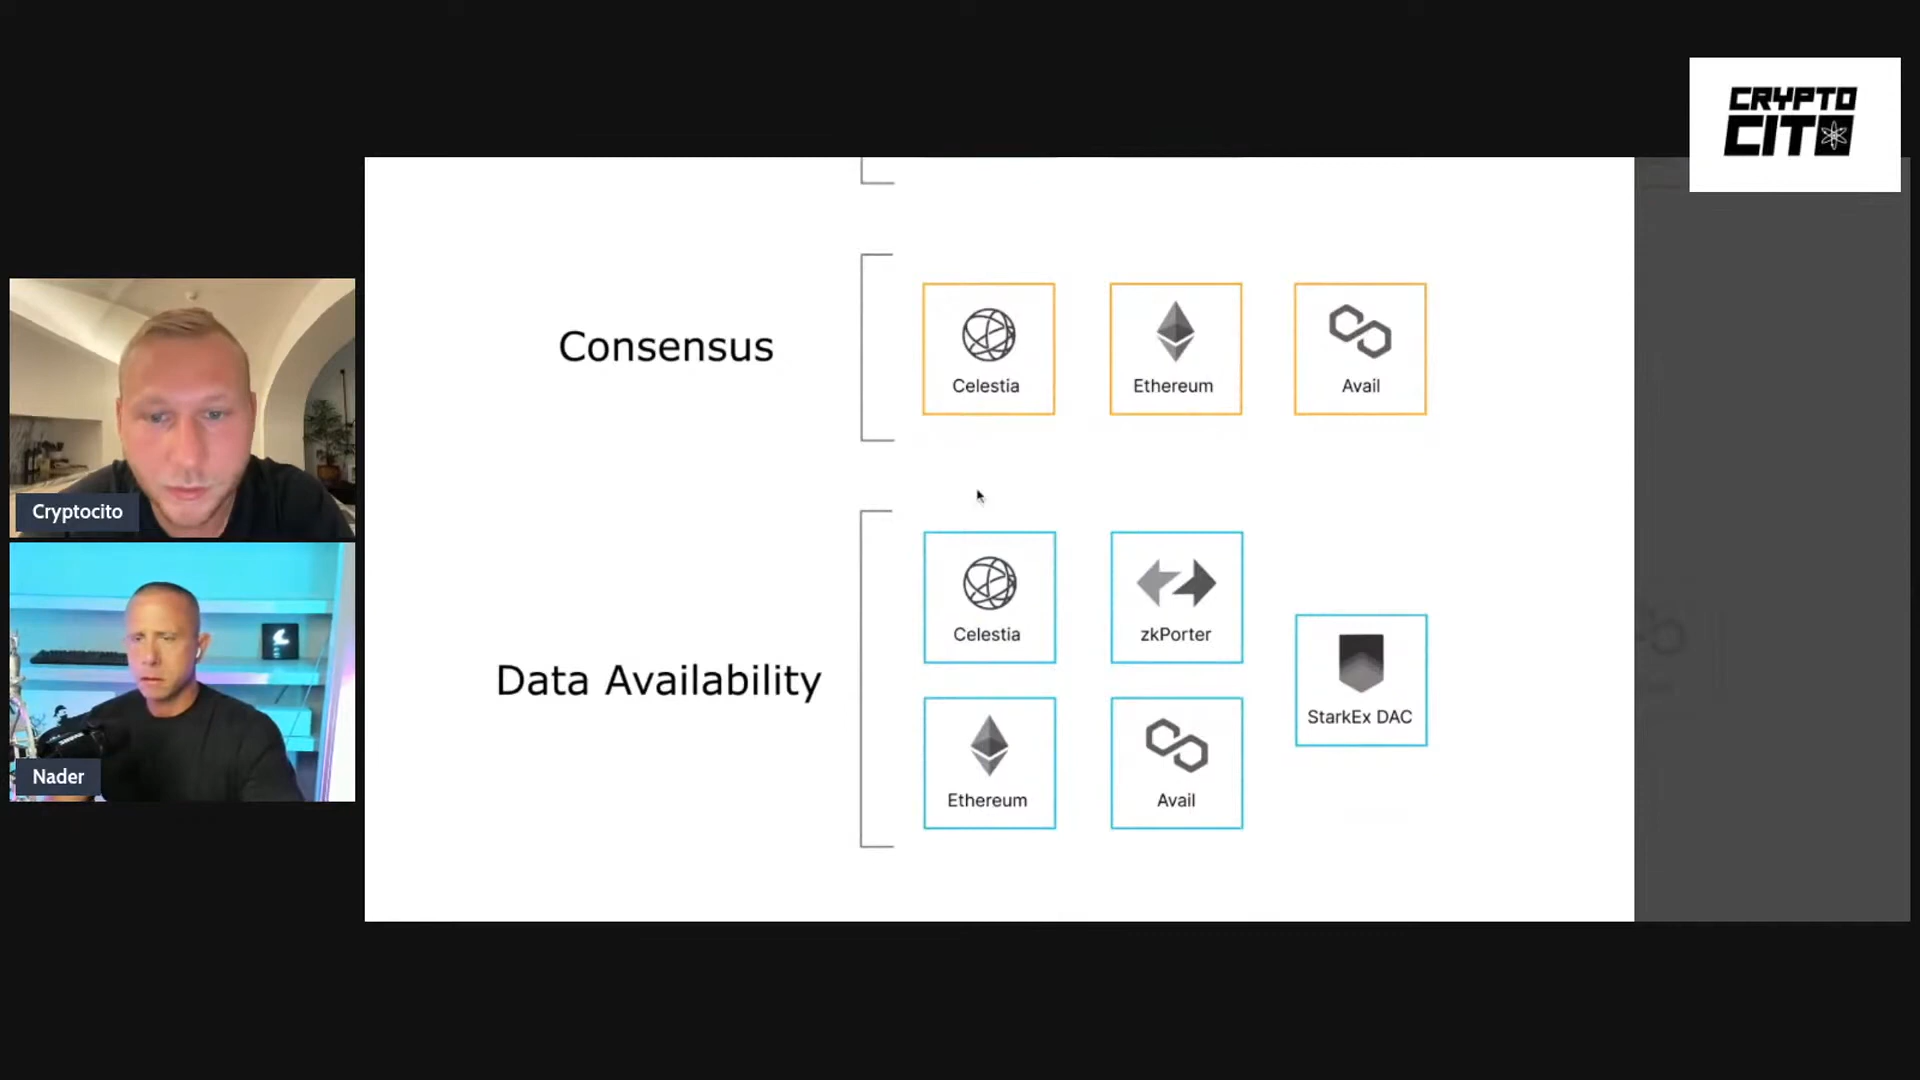 CRYPTO
CITO
Consensus
Celestia
Ethereum
Avail
Cryptocito
Data Availability
Celestia
zkPorter
StarkEx DAC
Ethereum
Avail
Nader